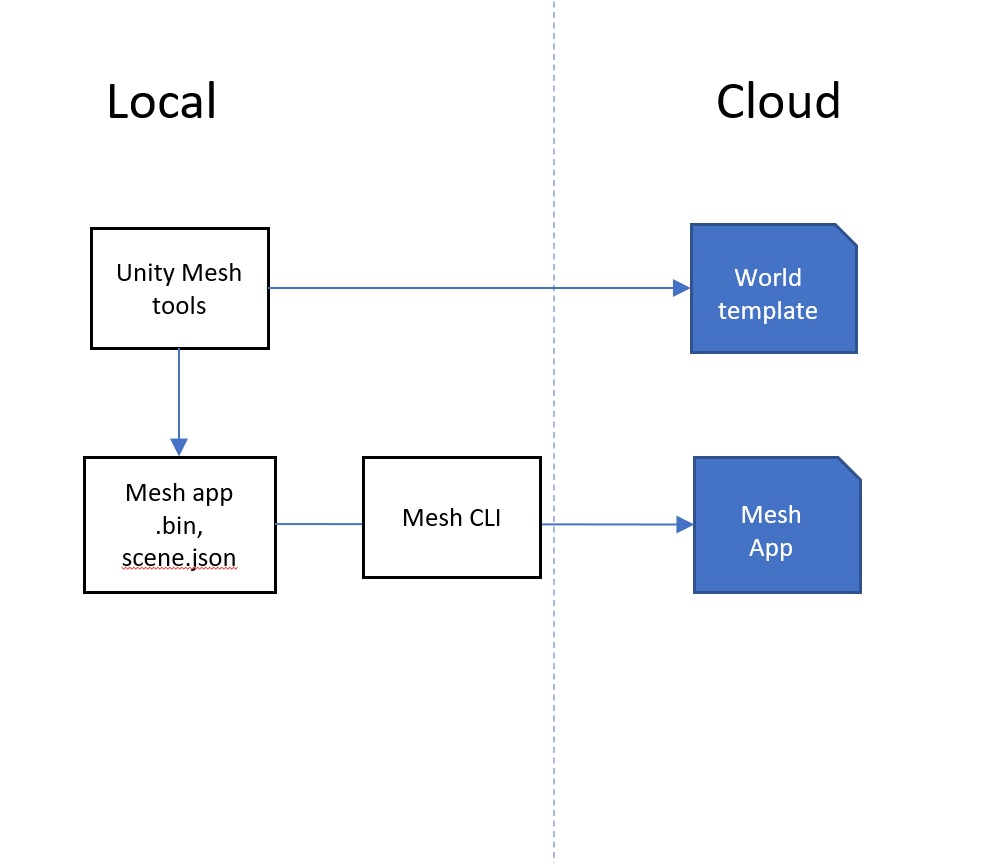 Local
Cloud
Unity Mesh
tools
World
template
Mesh app
.bin,
scene.json
Mesh CLI
Mesh
App